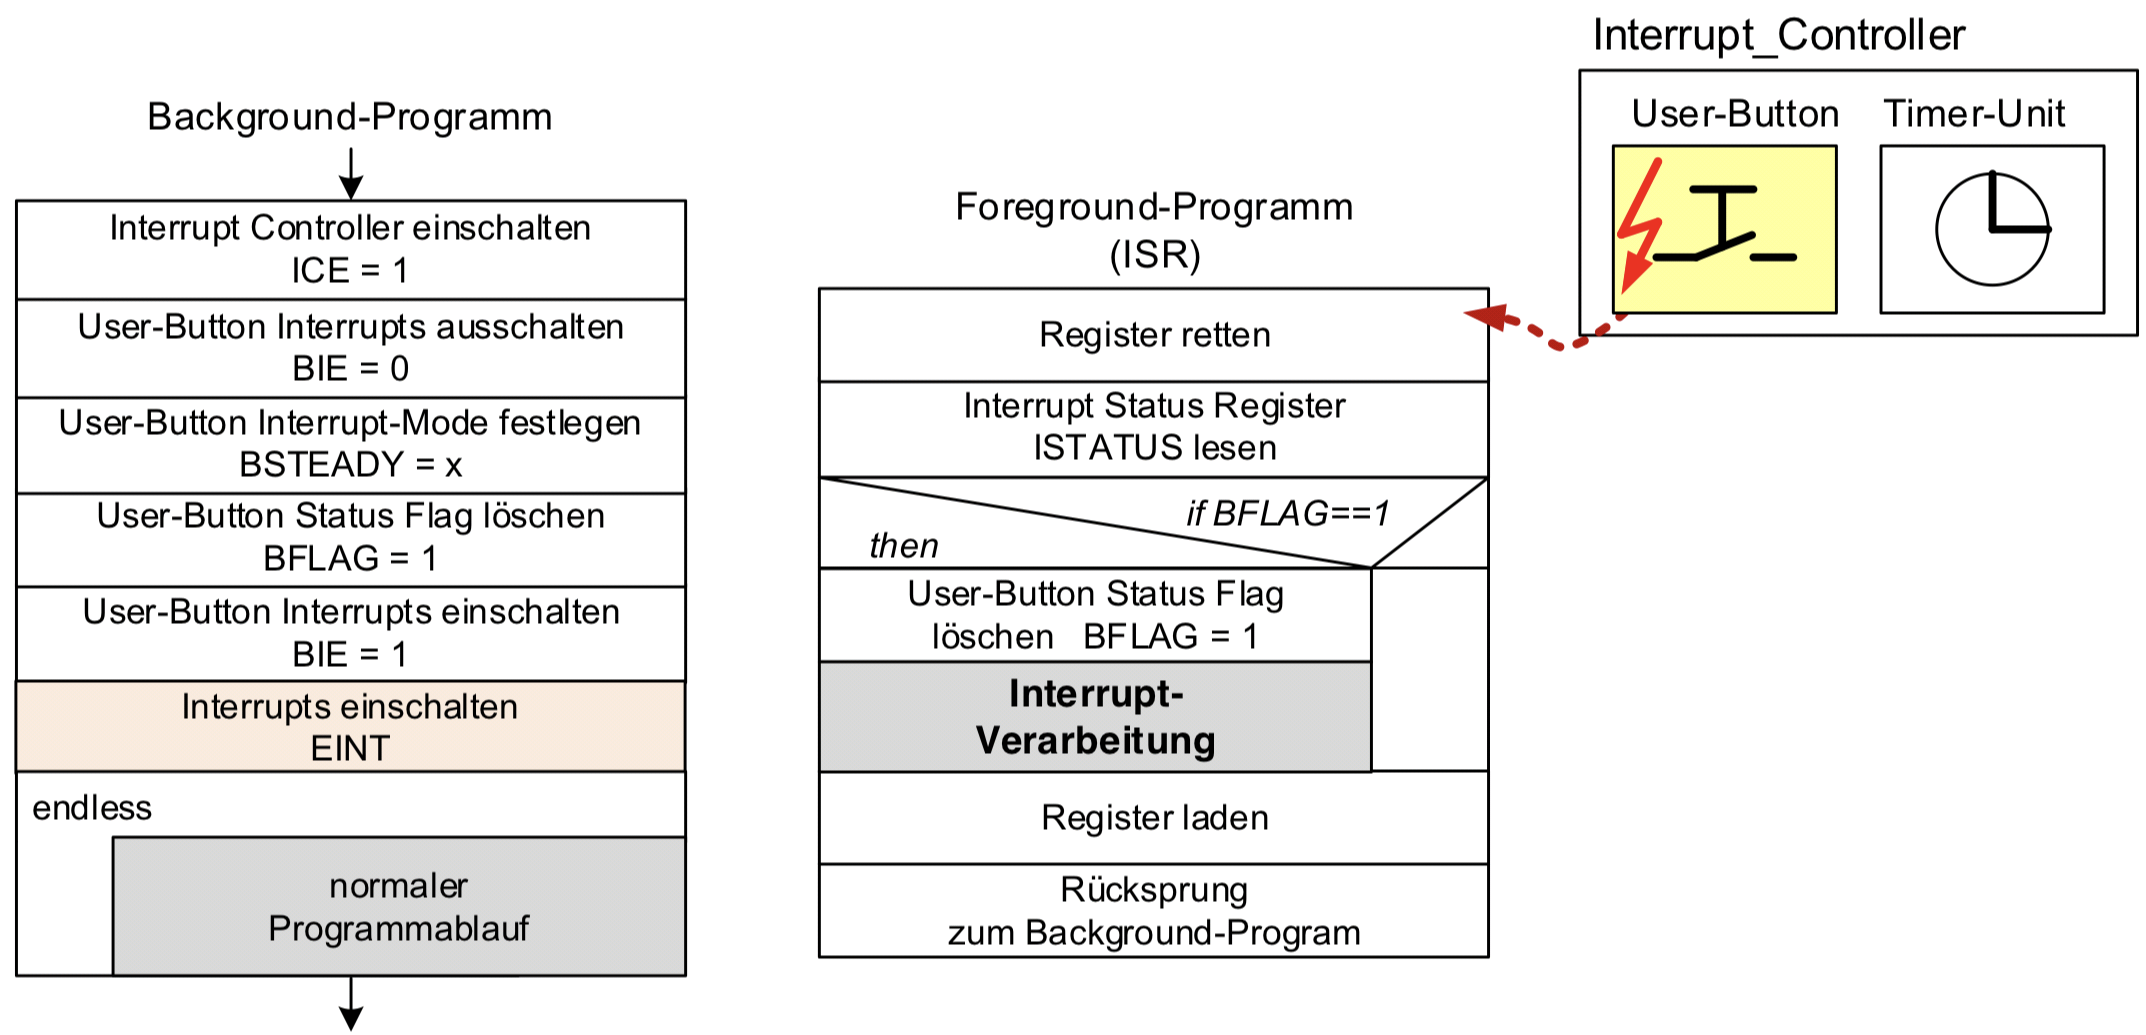 Background-Programm
Interrupt Controller einschalten
ICE = 1
User-Button Interrupts ausschalten
BIE = 0
User-Button Interrupt-Mode festlegen
BSTEADY = x
User-Button Status Flag löschen
BFLAG = 1
User-Button Interrupts einschalten
BIE = 1
Interrupts einschalten
EINT
endless
normaler
Programmablauf
Foreground-Programm
(ISR)
Register retten
Interrupt Status Register
ISTATUS lesen
if BFLAG==1
then
User-Button Status Flag
löschen BFLAG = 1
Interrupt-
Verarbeitung
Register laden
Rücksprung
zum Background-Program
Interrupt_Controller
User-Button
Timer-Unit